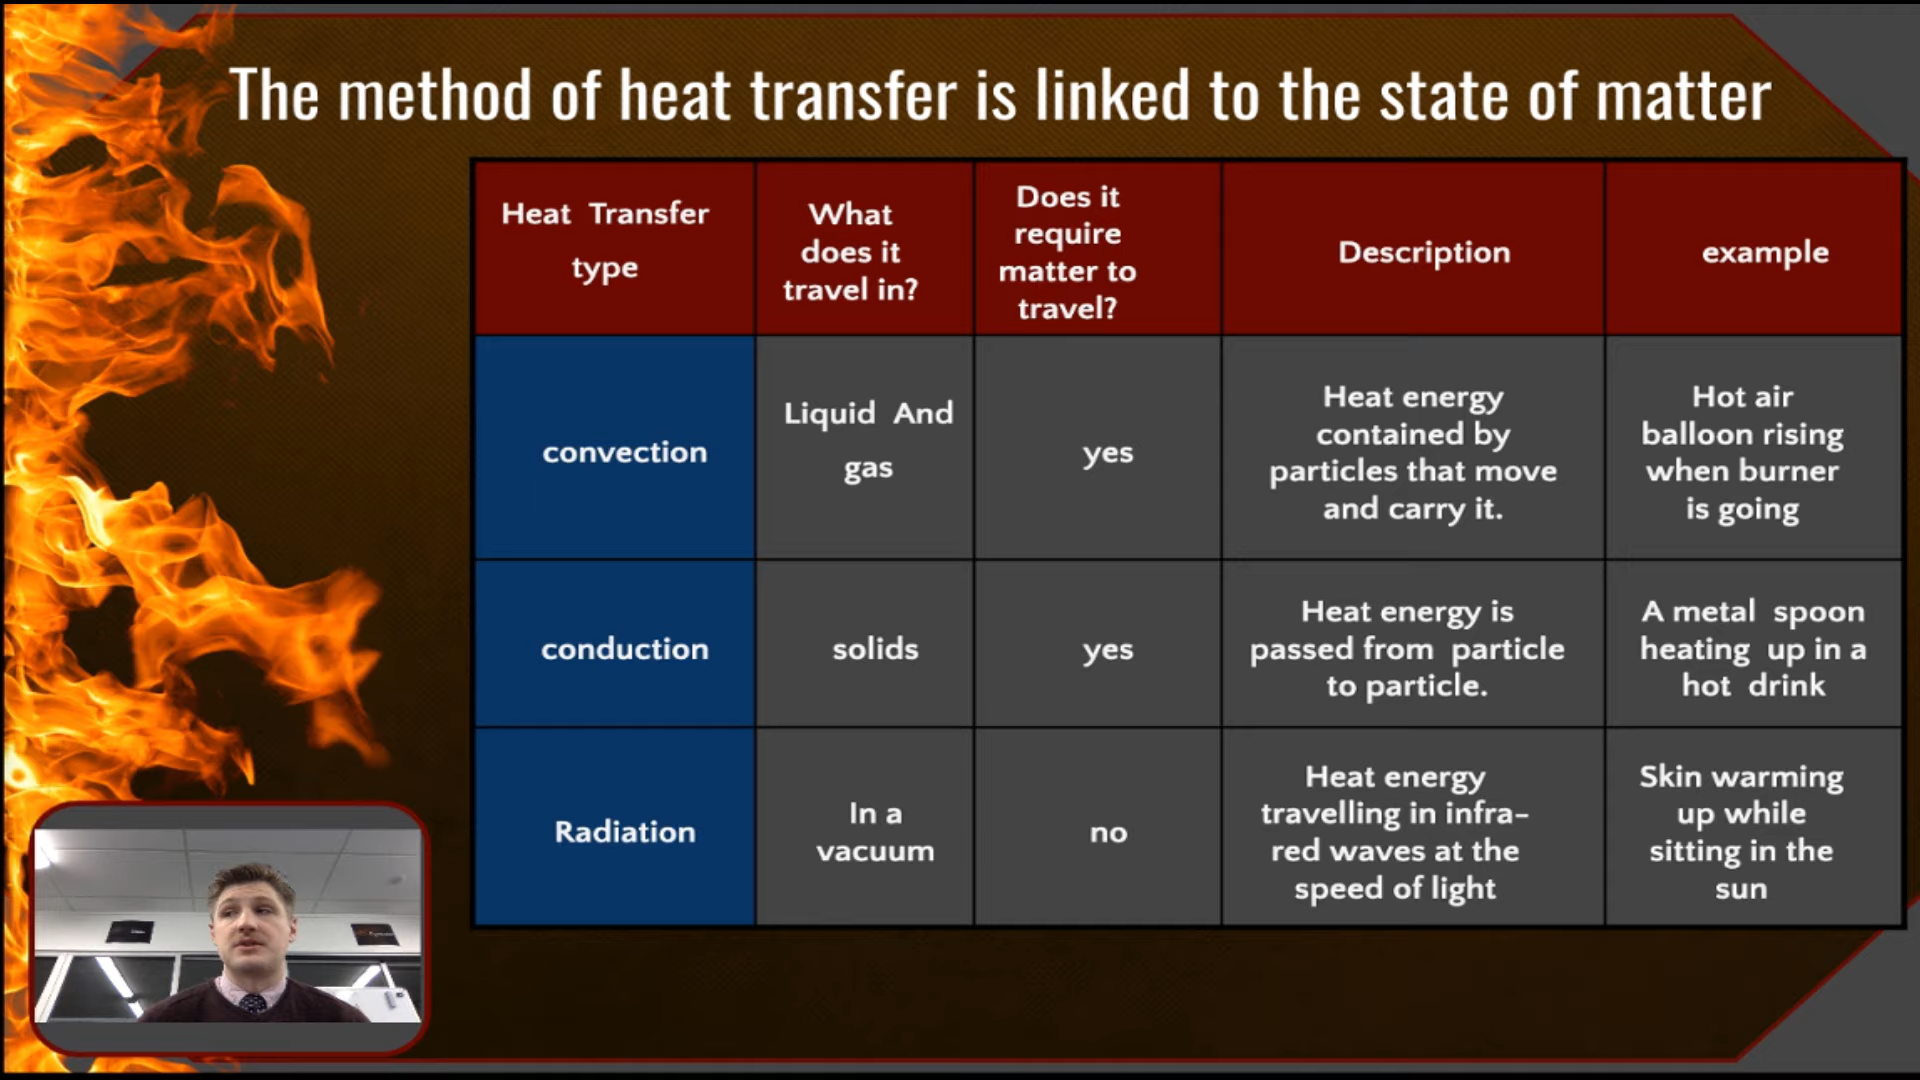 The method of heat transfer is linked to the state of matter
Heat Transfer
type
What
does it
travel in?
Does it
require
matter to
travel?
Description
example
convection
Liquid And
gas
yes
Heat energy
contained by
particles that move
and carry it.
Hot air
balloon rising
when burner
is going
conduction
solids
yes
Heat energy is
passed from particle
to particle.
A metal spoon
heating up in a
hot drink
Radiation
In a
vacuum
no
Heat energy
travelling in infra-
red waves at the
speed of light
Skin warming
up while
sitting in the
sun